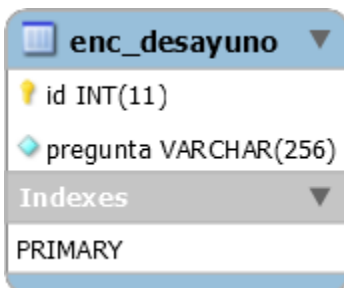 enc_desayuno
id INT(11)
pregunta VARCHAR(256)
Indexes
PRIMARY